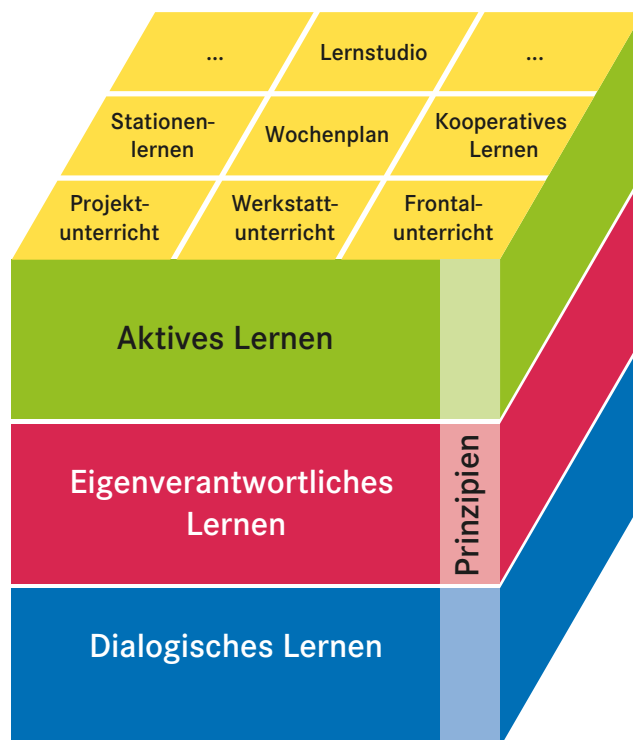 ...
Lernstudio
...
Stationen-
lernen
Wochenplan
Kooperatives
Lernen
Projekt-
unterricht
Werkstatt-
unterricht
Frontal-
unterricht
Aktives Lernen
Eigenverantwortliches
Lernen
Prinzipien
Dialogisches Lernen